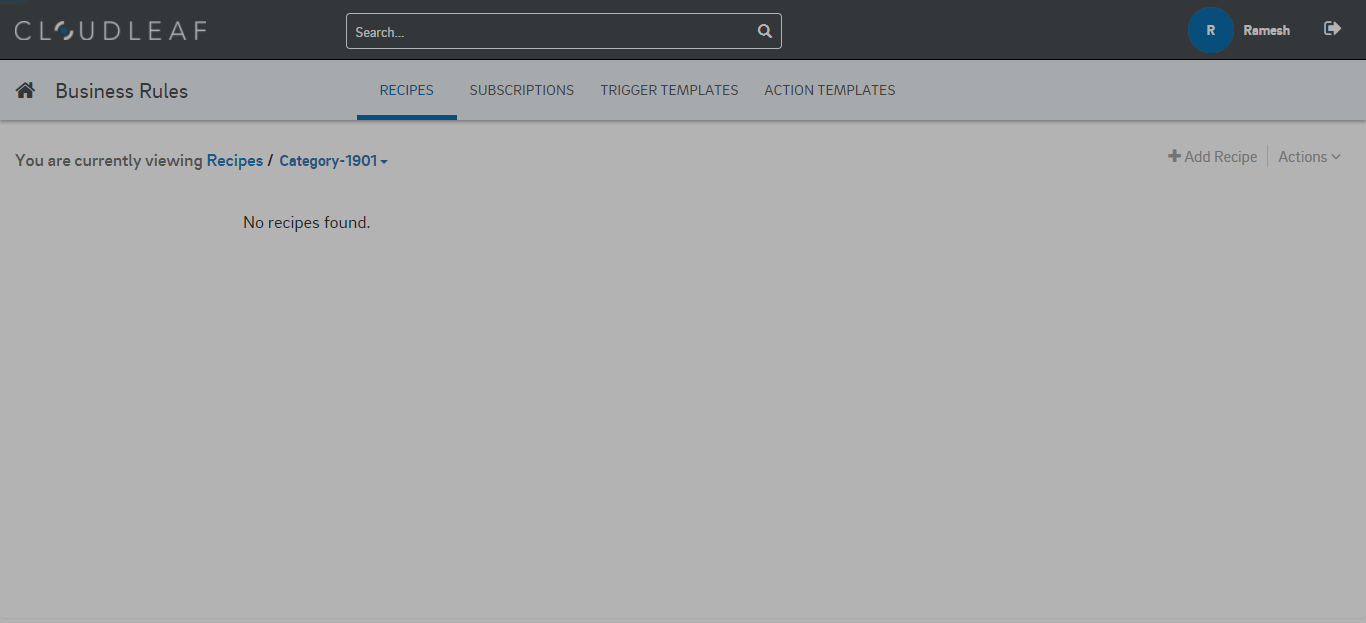 CLOUDLEAF
Search...
R
Ramesh
Business Rules
RECIPES
SUBSCRIPTIONS
TRIGGER TEMPLATES
ACTION TEMPLATES
You are currently viewing Recipes / Category-1901
Add Recipe
Actions
No recipes found.